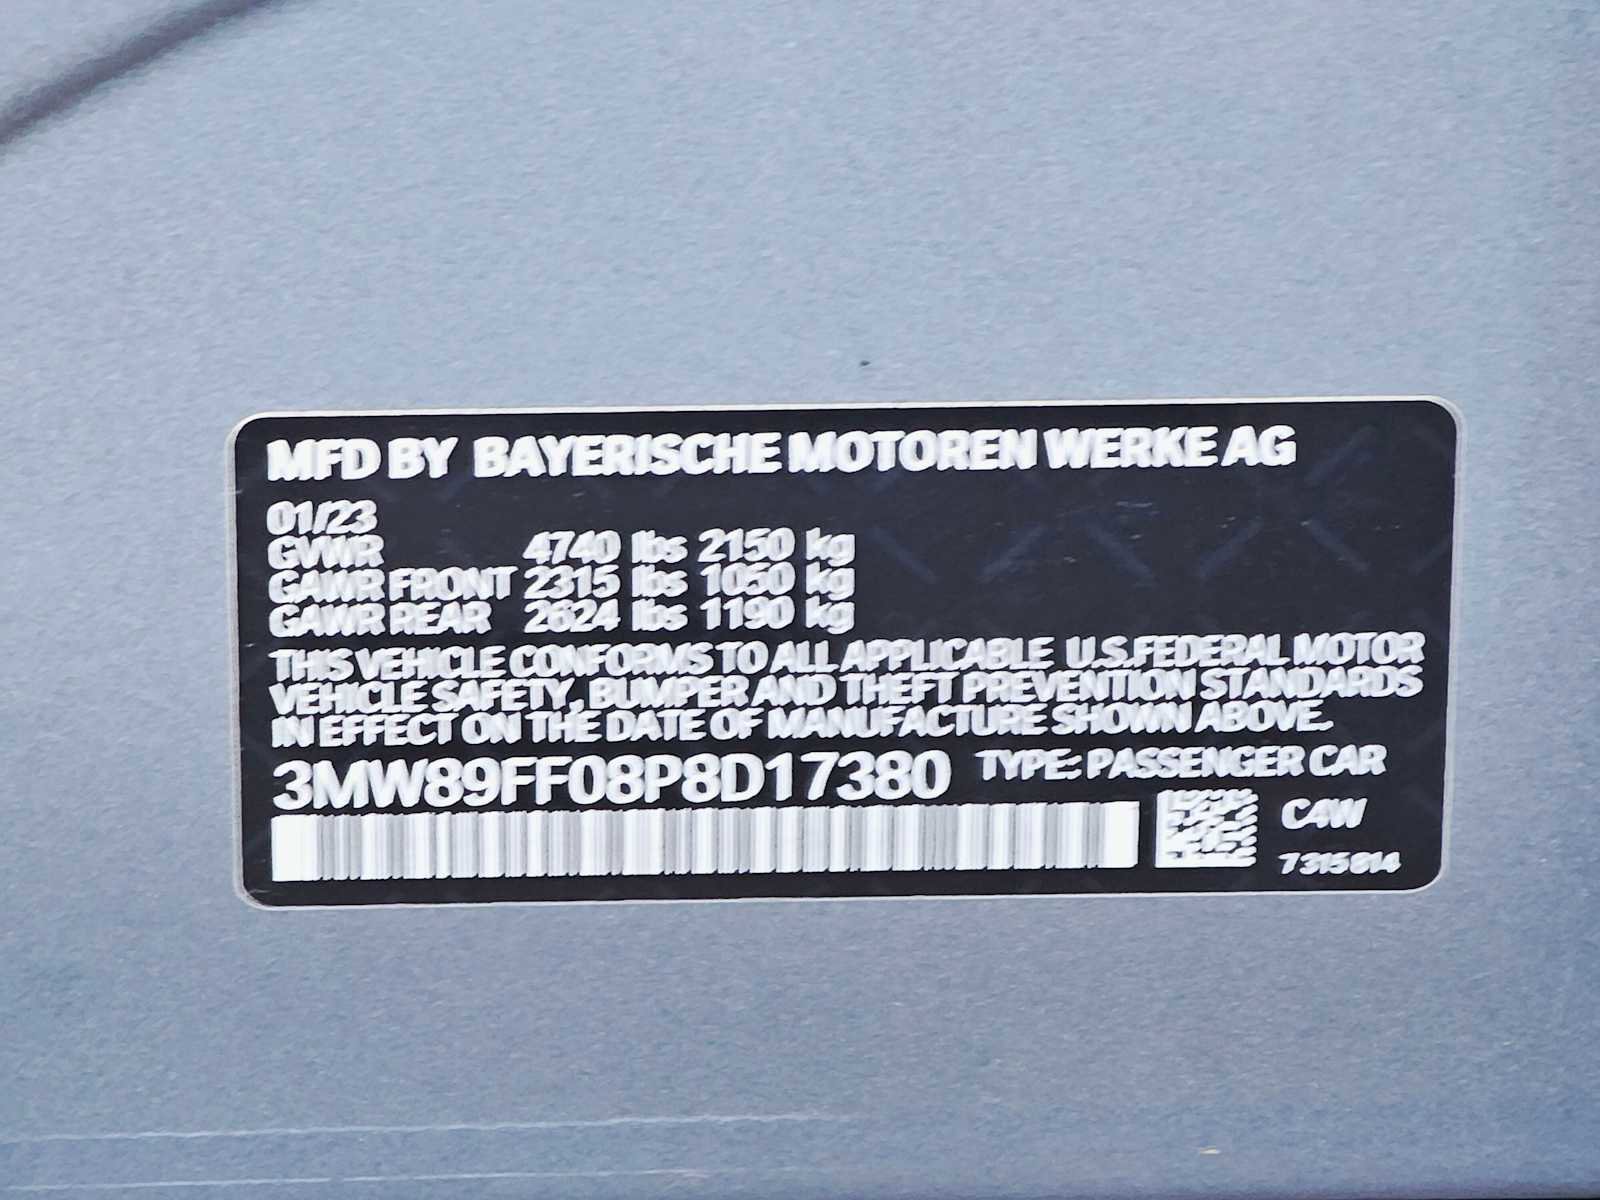 MFD BY BAYERISCHE MOTOREN WERKE AG
01/23
GVWR 4740 lbs 2150 kg
GAWR FRONT 2315 lbs 1050 kg
GAWR REAR 2624 lbs 1190 kg
THIS VEHICLE CONFORMS TO ALL APPLICABLE U.S.FEDERAL MOTOR
VEHICLE SAFETY, BUMPER AND THEFT PREVENTION STANDARDS
IN EFFECT ON THE DATE OF MANUFACTURE SHOWN ABOVE.
3MW89FF08P8D17380 TYPE: PASSENGER CAR
C4W
7315814